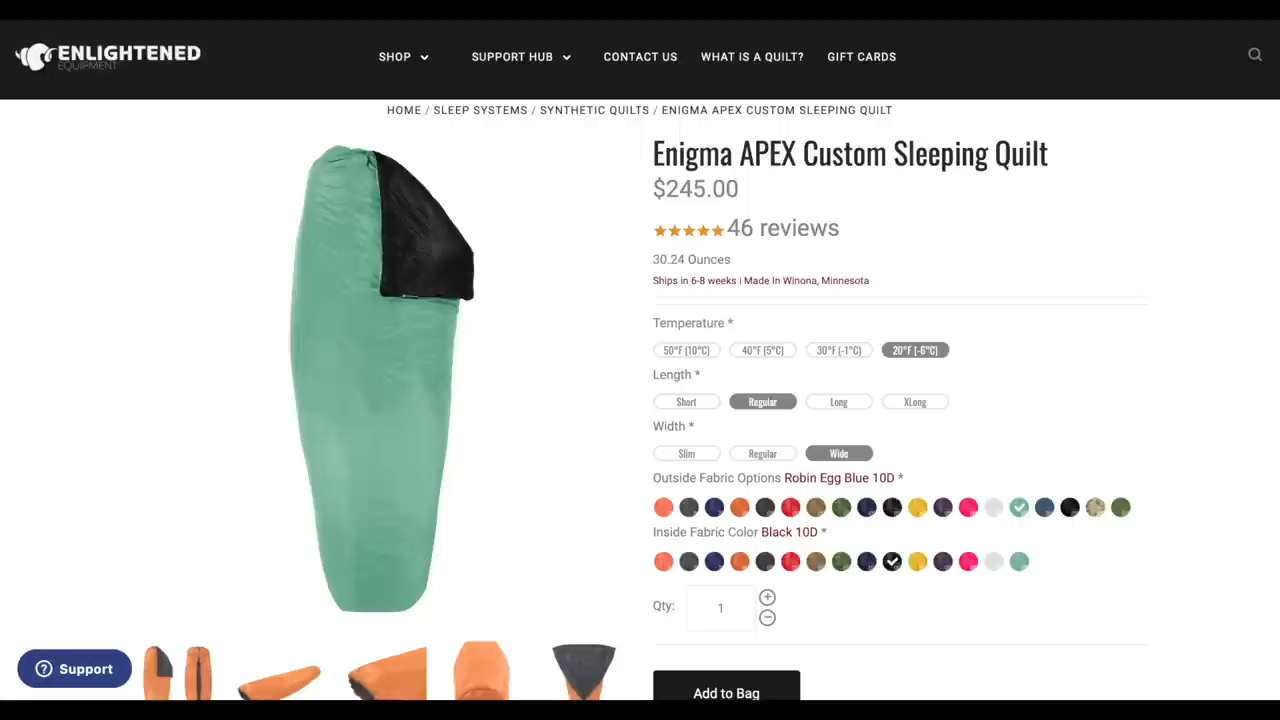 ENLIGHTENED
EQUIPMENT
SHOP
SUPPORT HUB
CONTACT US
WHAT IS A QUILT?
GIFT CARDS
HOME / SLEEP SYSTEMS / SYNTHETIC QUILTS / ENIGMA APEX CUSTOM SLEEPING QUILT
Enigma APEX Custom Sleeping Quilt
$245.00
46 reviews
30.24 Ounces
Ships in 6-8 weeks | Made In Winona, Minnesota
Temperature *
50°F (10°C) 40°F (5°C) 30°F (-1°C) 20°F (-6°C)
Length *
Short Regular Long XLong
Width *
Slim Regular Wide
Outside Fabric Options Robin Egg Blue 10D *
Inside Fabric Color Black 10D *
Qty: 1
Support
Add to Bag